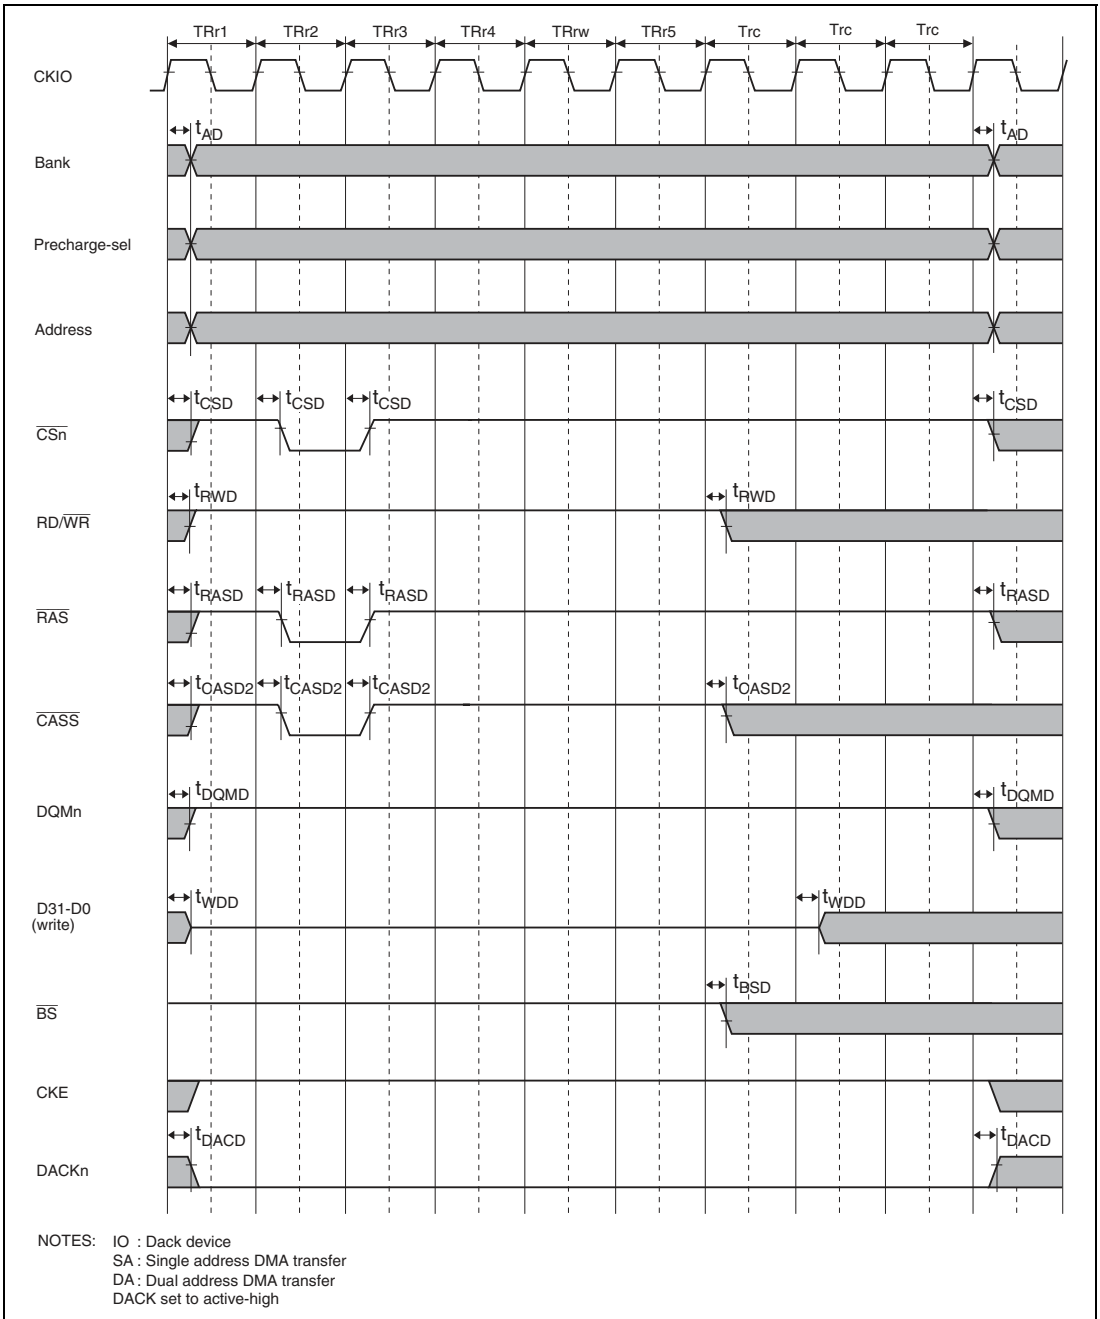 TRr1 TRr2 TRr3 TRr4 TRrw TRr5 Trc Trc Trc
CKIO
tAD tAD
Bank
Precharge-sel
Address
tCSD tCSD tCSD tCSD
CSn
tRWD tRWD
RD/WR
tRASD tRASD tRASD tRASD
RAS
tCASD2 tCASD2 tCASD2 tCASD2
CASS
tDQMD tDQMD
DQMn
tWDD tWDD
D31-D0
(write)
tBSD
BS
CKE
tDACD tDACD
DACKn
NOTES: IO : Dack device
SA : Single address DMA transfer
DA : Dual address DMA transfer
DACK set to active-high